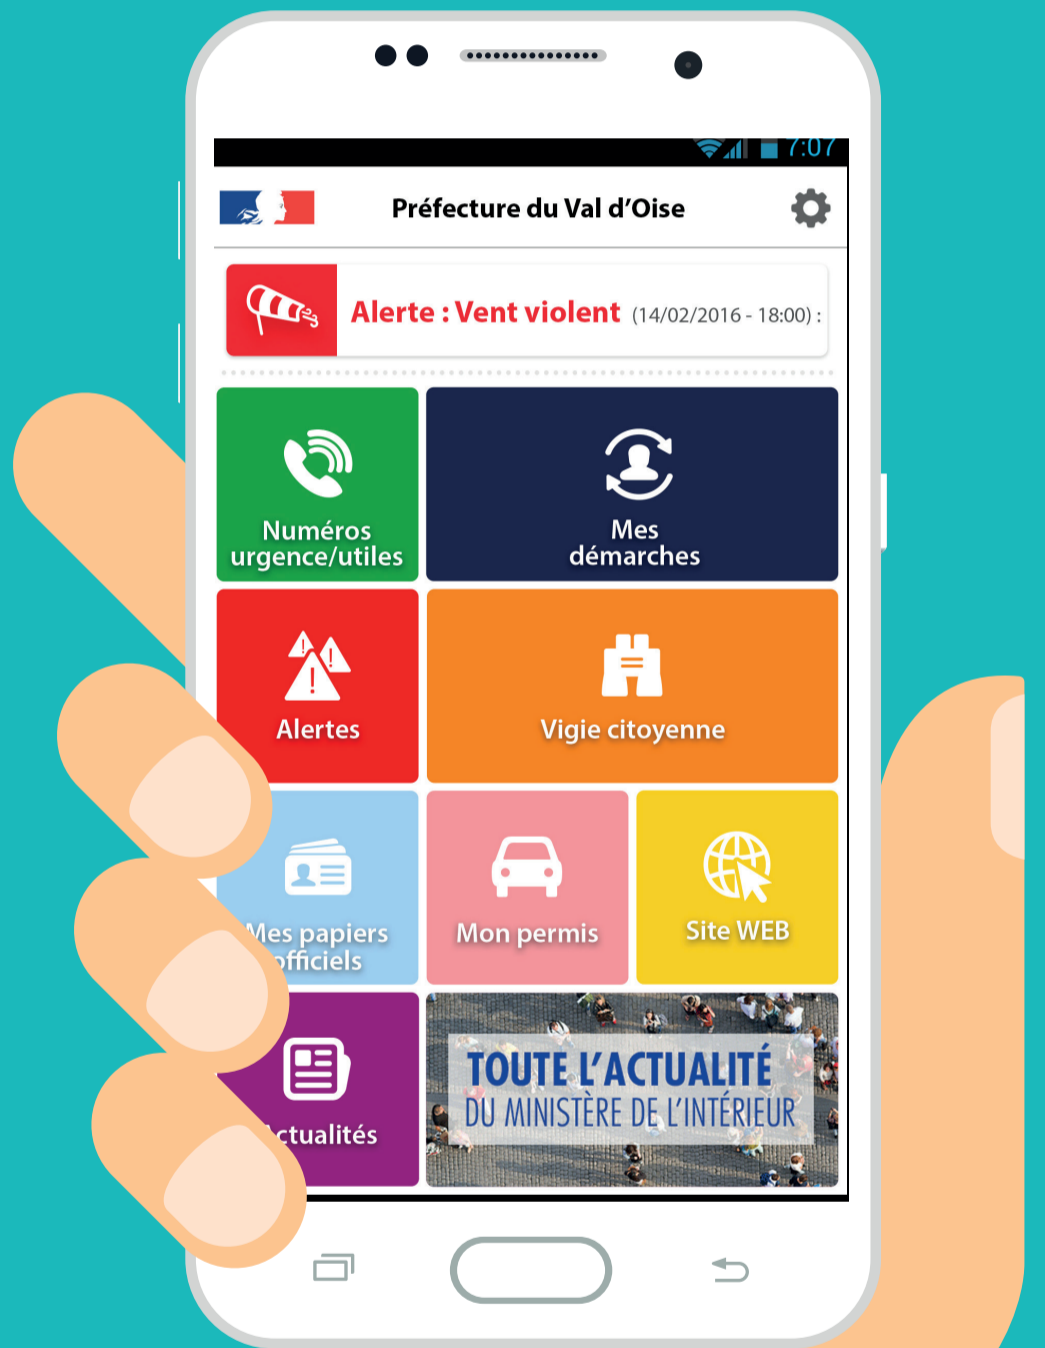 7:07
Préfecture du Val d’Oise
Alerte : Vent violent (14/02/2016 - 18:00) :
Numéros
urgence/utiles
Mes
démarches
Alertes
Vigie citoyenne
Mes papiers
officiels
Mon permis
Site WEB
Actualités
TOUTE L’ACTUALITÉ
DU MINISTÈRE DE L’INTÉRIEUR